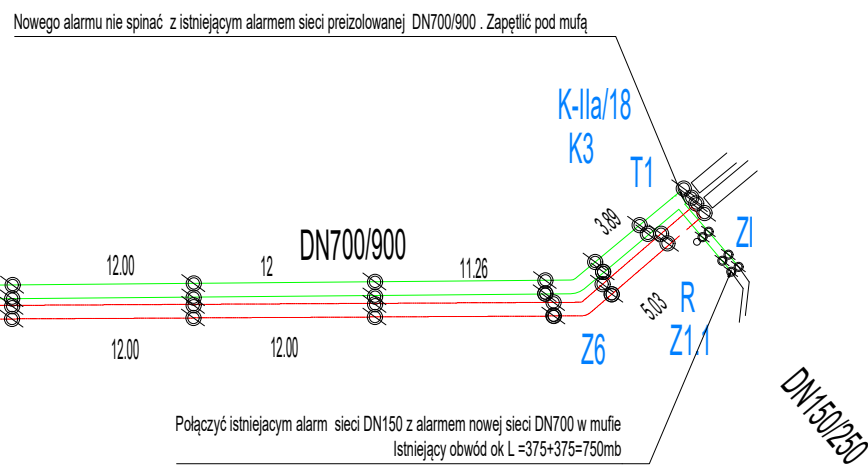 Nowego alarmu nie spinać z istniejącym alarmem sieci preizolowanej DN700/900 . Zapętlić pod mufą
K-IIa/18
K3
T1
3.89
ZI
12.00
12
DN700/900
11.26
12.00
12.00
Z6
5.03
R
Z1.1
DN150/250
Połączyć istniejacym alarm sieci DN150 z alarmem nowej sieci DN700 w mufie
Istniejący obwód ok L =375+375=750mb